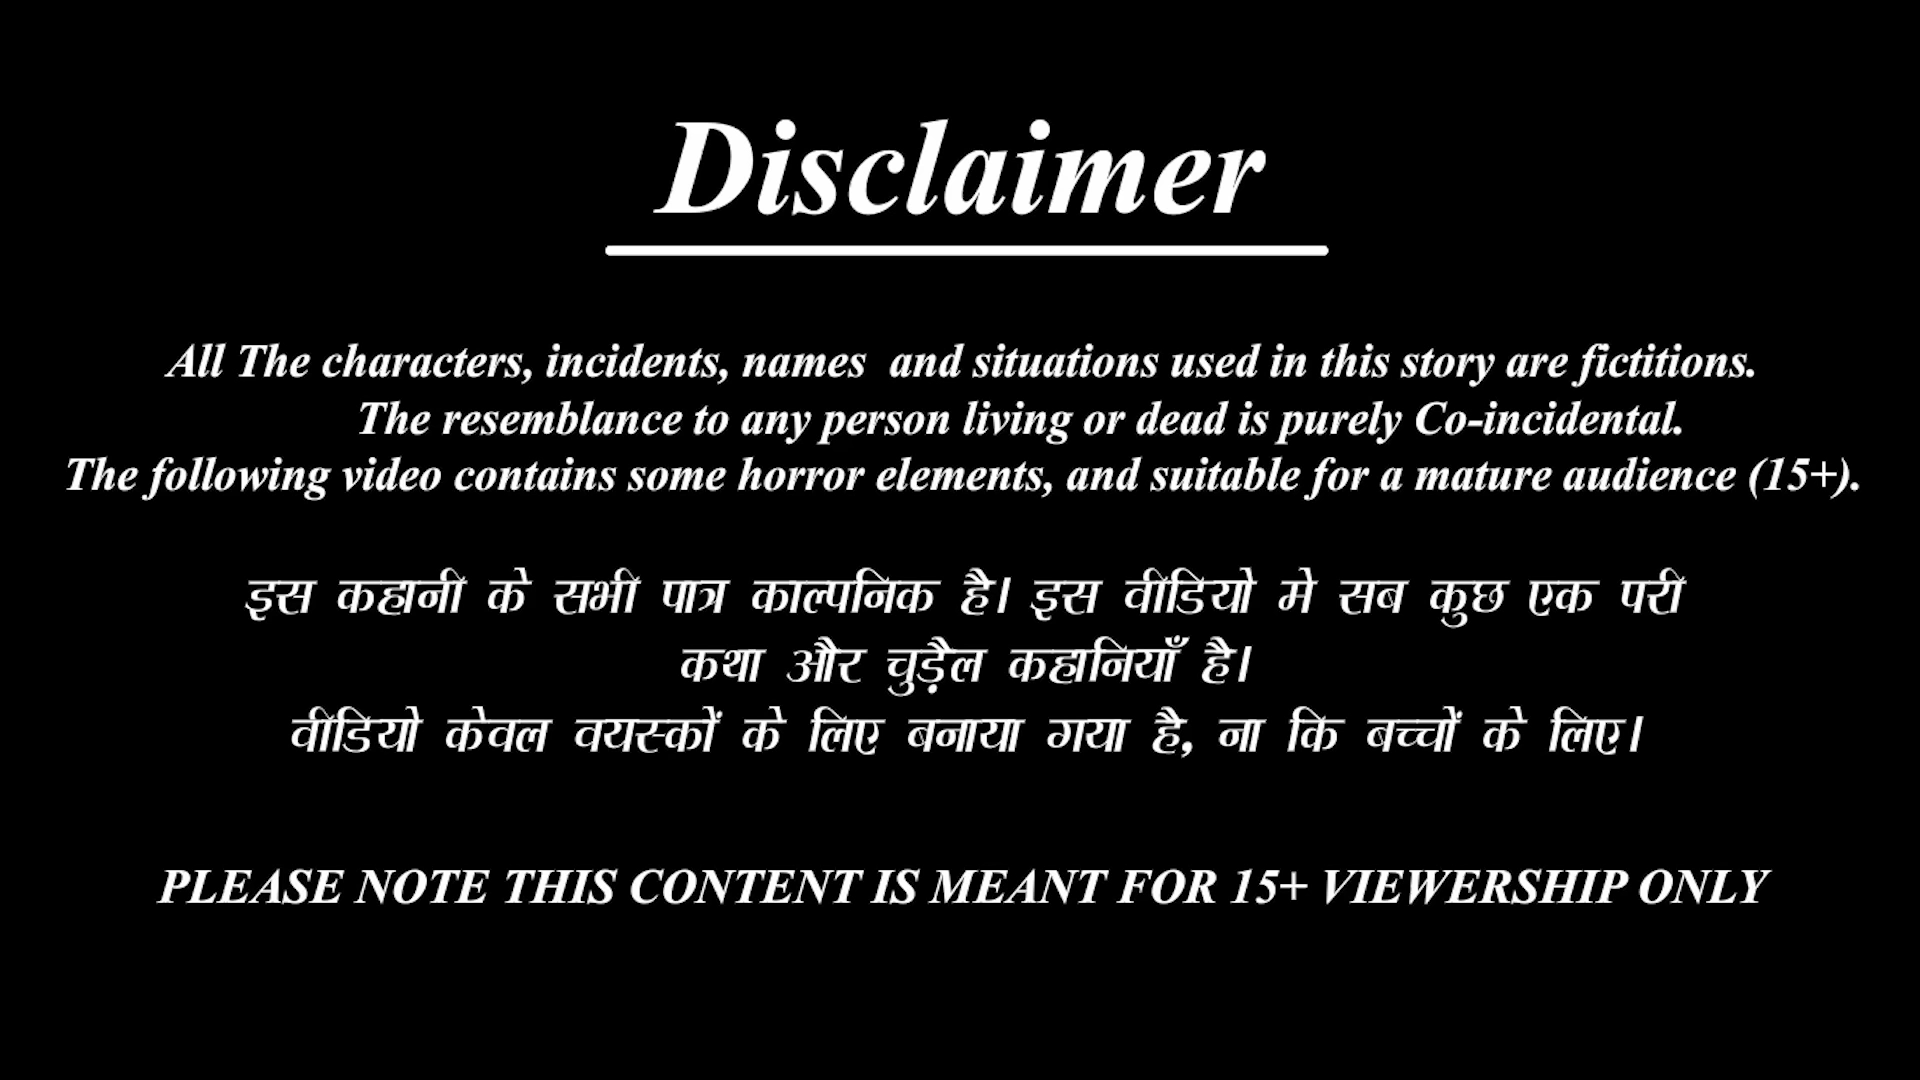 Disclaimer
All The characters, incidents, names and situations used in this story are fictitions.
The resemblance to any person living or dead is purely Co-incidental.
The following video contains some horror elements, and suitable for a mature audience (15+).
इस कहानी के सभी पात्र काल्पनिक है। इस वीडियो मे सब कुछ एक परी
कथा और चुड़ैल कहानियाँ है।
वीडियो केवल वयस्कों के लिए बनाया गया है, ना कि बच्चों के लिए।
PLEASE NOTE THIS CONTENT IS MEANT FOR 15+ VIEWERSHIP ONLY